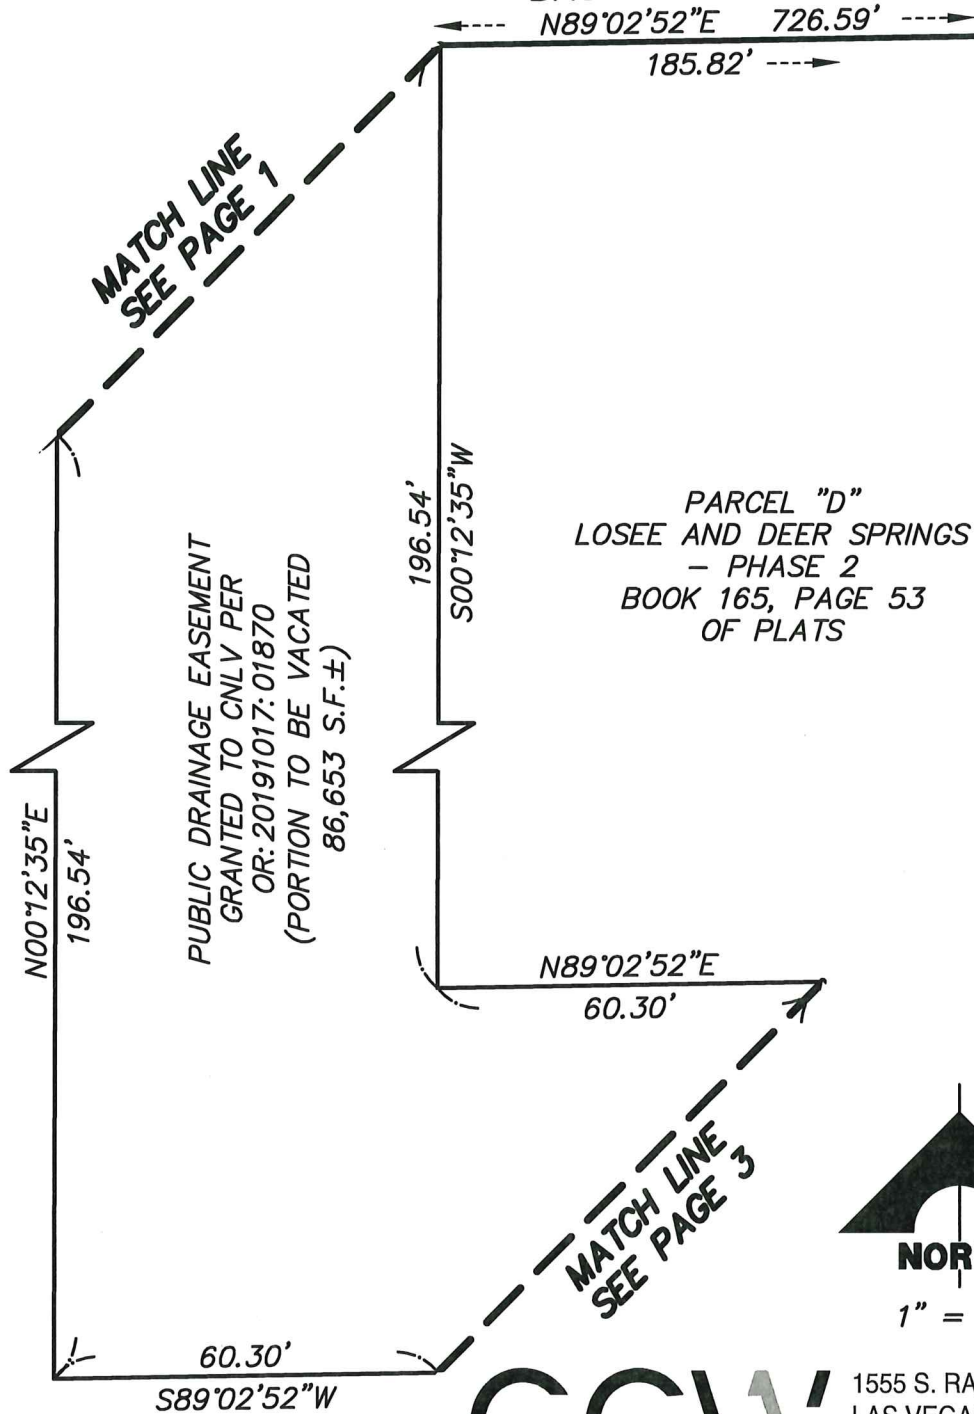 N89°02'52"E 726.59'
185.82'
MATCH LINE
SEE PAGE 1
196.54'
S00°12'35"W
PARCEL "D"
LOSEE AND DEER SPRINGS
– PHASE 2
BOOK 165, PAGE 53
OF PLATS
PUBLIC DRAINAGE EASEMENT
GRANTED TO CNLV PER
OR: 20191017: 01870
(PORTION TO BE VACATED
86,653 S.F.±)
N00°12'35"E
196.54'
N89°02'52"E
60.30'
MATCH LINE
SEE PAGE 3
NOR
1" =
60.30'
S89°02'52"W
1555 S. RA
LAS VEGA